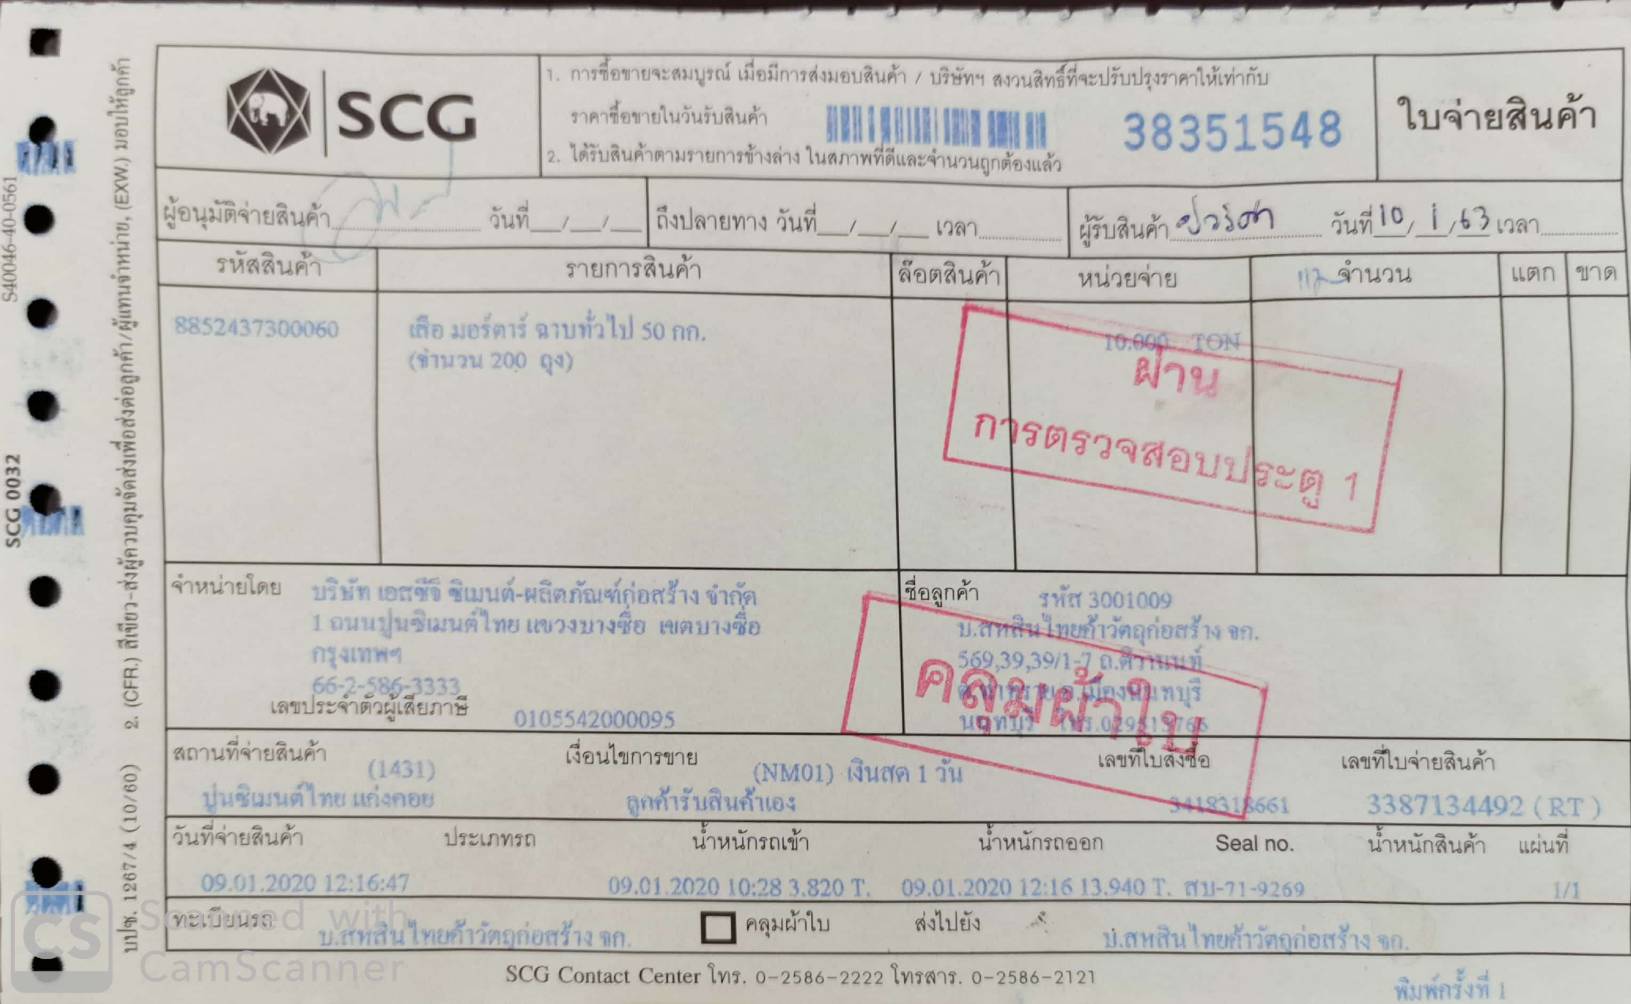 SCG
1. การซื้อขายจะสมบูรณ์ เมื่อมีการส่งมอบสินค้า / บริษัทฯ สงวนสิทธิ์ที่จะปรับปรุงราคาให้เท่ากับ
ราคาซื้อขายในวันรับสินค้า
2. ได้รับสินค้าตามรายการข้างล่าง ในสภาพที่ดีและจำนวนถูกต้องแล้ว
38351548
ใบจ่ายสินค้า
ผู้อนุมัติจ่ายสินค้า วันที่ / / ถึงปลายทาง วันที่ / / เวลา ผู้รับสินค้า วันที่ 10 / 1 / 63 เวลา
รหัสสินค้า รายการสินค้า ล๊อตสินค้า หน่วยจ่าย จำนวน แตก ขาด
8852437300060 เสือ มอร์ตาร์ ฉาบทั่วไป 50 กก. 10.000 TON
(จำนวน 200 ถุง)
ผ่าน
การตรวจสอบประตู 1
จำหน่ายโดย บริษัท เอสซีจี ซิเมนต์-ผลิตภัณฑ์ก่อสร้าง จำกัด
1 ถนนปูนซิเมนต์ไทย แขวงบางซื่อ เขตบางซื่อ
กรุงเทพฯ
66-2-586-3333
เลขประจำตัวผู้เสียภาษี 0105542000095
ชื่อลูกค้า รหัส 3001009
บ.สหสินไทยค้าวัตถุก่อสร้าง จก.
569,39,39/1-7 ถ.ติวานนท์
อ.เมืองนนทบุรี
นนทบุรี
คลุมผ้าใบ
สถานที่จ่ายสินค้า เงื่อนไขการขาย เลขที่ใบสั่งซื้อ เลขที่ใบจ่ายสินค้า
(1431) (NM01) เงินสด 1 วัน
ปูนซิเมนต์ไทย แก่งคอย ลูกค้ารับสินค้าเอง 3418318661 3387134492 (RT)
วันที่จ่ายสินค้า ประเภทรถ น้ำหนักรถเข้า น้ำหนักรถออก Seal no. น้ำหนักสินค้า แผ่นที่
09.01.2020 12:16:47 09.01.2020 10:28 3.820 T. 09.01.2020 12:16 13.940 T. สบ-71-9269 1/1
ทะเบียนรถ บ.สหสินไทยค้าวัตถุก่อสร้าง จก. คลุมผ้าใบ ส่งไปยัง บ.สหสินไทยค้าวัตถุก่อสร้าง จก.
SCG Contact Center โทร. 0-2586-2222 โทรสาร. 0-2586-2121
พิมพ์ครั้งที่ 1
S40046-40-0561
SCG 0032
บปซ. 1267/4 (10/60) 2. (CFR.) สีเขียว-ส่งผู้ควบคุมจัดส่งเพื่อส่งต่อลูกค้า/ผู้แทนจำหน่าย, (EXW.) มอบให้ลูกค้า
CS Scanned with
CamScanner